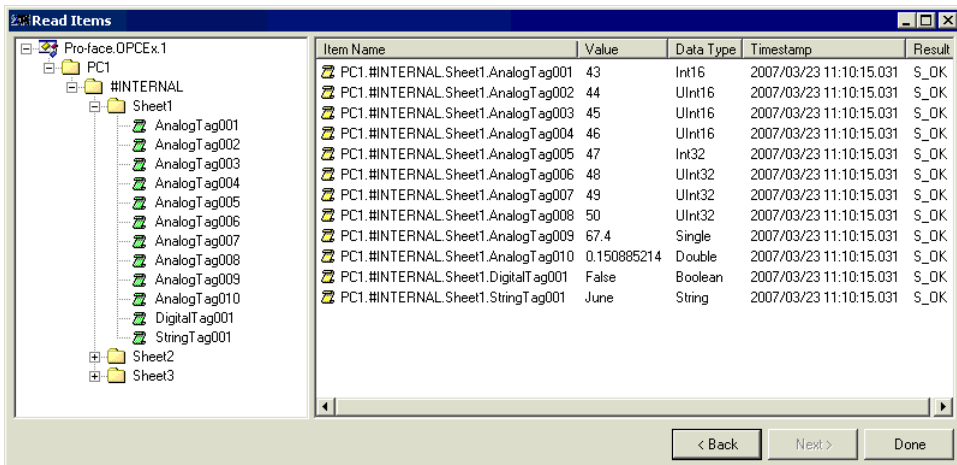 Read Items
Pro-face.OPCEx.1
PC1
#INTERNAL
Sheet1
AnalogTag001
AnalogTag002
AnalogTag003
AnalogTag004
AnalogTag005
AnalogTag006
AnalogTag007
AnalogTag008
AnalogTag009
AnalogTag010
DigitalTag001
StringTag001
Sheet2
Sheet3
Item Name Value Data Type Timestamp Result
PC1.#INTERNAL.Sheet1.AnalogTag001 43 Int16 2007/03/23 11:10:15.031 S_OK
PC1.#INTERNAL.Sheet1.AnalogTag002 44 UInt16 2007/03/23 11:10:15.031 S_OK
PC1.#INTERNAL.Sheet1.AnalogTag003 45 UInt16 2007/03/23 11:10:15.031 S_OK
PC1.#INTERNAL.Sheet1.AnalogTag004 46 UInt16 2007/03/23 11:10:15.031 S_OK
PC1.#INTERNAL.Sheet1.AnalogTag005 47 Int32 2007/03/23 11:10:15.031 S_OK
PC1.#INTERNAL.Sheet1.AnalogTag006 48 UInt32 2007/03/23 11:10:15.031 S_OK
PC1.#INTERNAL.Sheet1.AnalogTag007 49 UInt32 2007/03/23 11:10:15.031 S_OK
PC1.#INTERNAL.Sheet1.AnalogTag008 50 UInt32 2007/03/23 11:10:15.031 S_OK
PC1.#INTERNAL.Sheet1.AnalogTag009 67.4 Single 2007/03/23 11:10:15.031 S_OK
PC1.#INTERNAL.Sheet1.AnalogTag010 0.150885214 Double 2007/03/23 11:10:15.031 S_OK
PC1.#INTERNAL.Sheet1.DigitalTag001 False Boolean 2007/03/23 11:10:15.031 S_OK
PC1.#INTERNAL.Sheet1.StringTag001 June String 2007/03/23 11:10:15.031 S_OK
< Back Next > Done